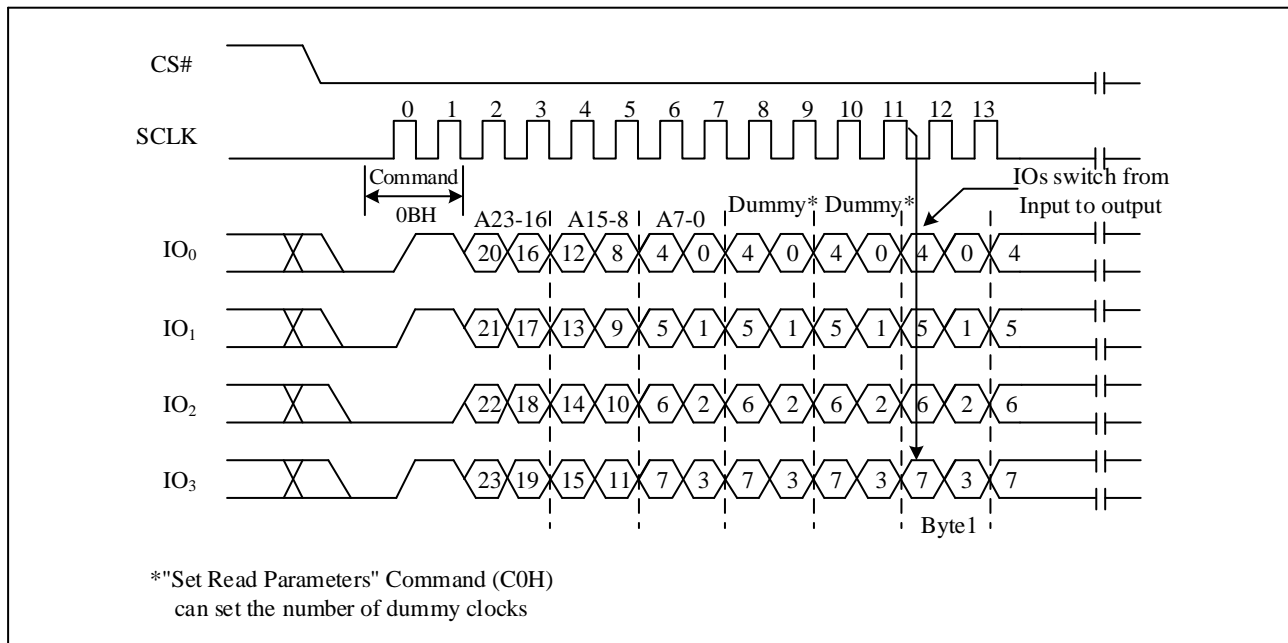 CS#
0 1 2 3 4 5 6 7 8 9 10 11 12 13
SCLK
Command
IOs switch from
0BH
Dummy* Dummy*
Input to output
A23-16 A15-8 A7-0
IO0 20 16 12 8 4 0 4 0 4 0 4 0 4
IO1 21 17 13 9 5 1 5 1 5 1 5 1 5
IO2 22 18 14 10 6 2 6 2 6 2 6 2 6
IO3 23 19 15 11 7 3 7 3 7 3 7 3 7
Byte1
*"Set Read Parameters" Command (C0H)
can set the number of dummy clocks